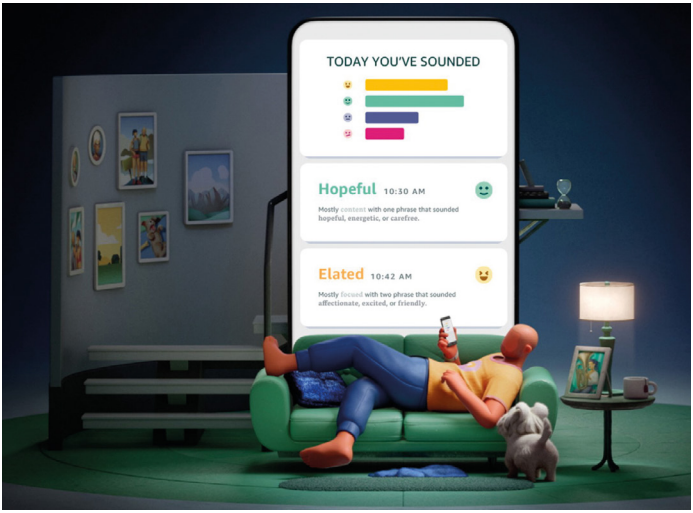 TODAY YOU'VE SOUNDED
Hopeful 10:30 AM
Mostly content with one phrase that sounded
hopeful, energetic, or carefree.
Elated 10:42 AM
Mostly focused with two phrase that sounded
affectionate, excited, or friendly.